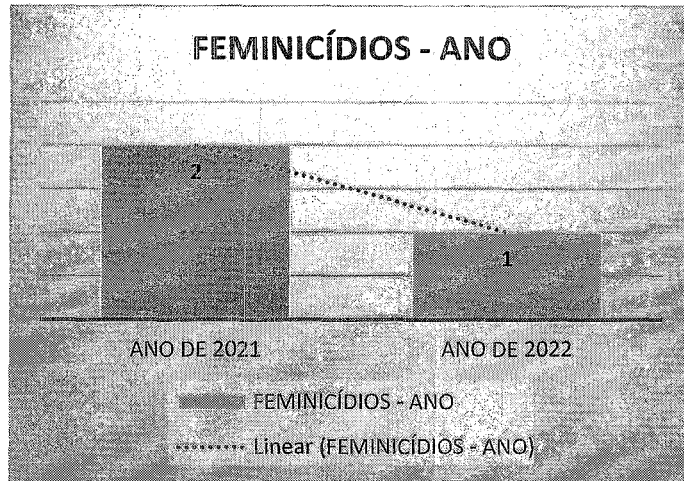 FEMINICÍDIOS - ANO
2
1
ANO DE 2021 ANO DE 2022
FEMINICÍDIOS - ANO
Linear (FEMINICÍDIOS - ANO)